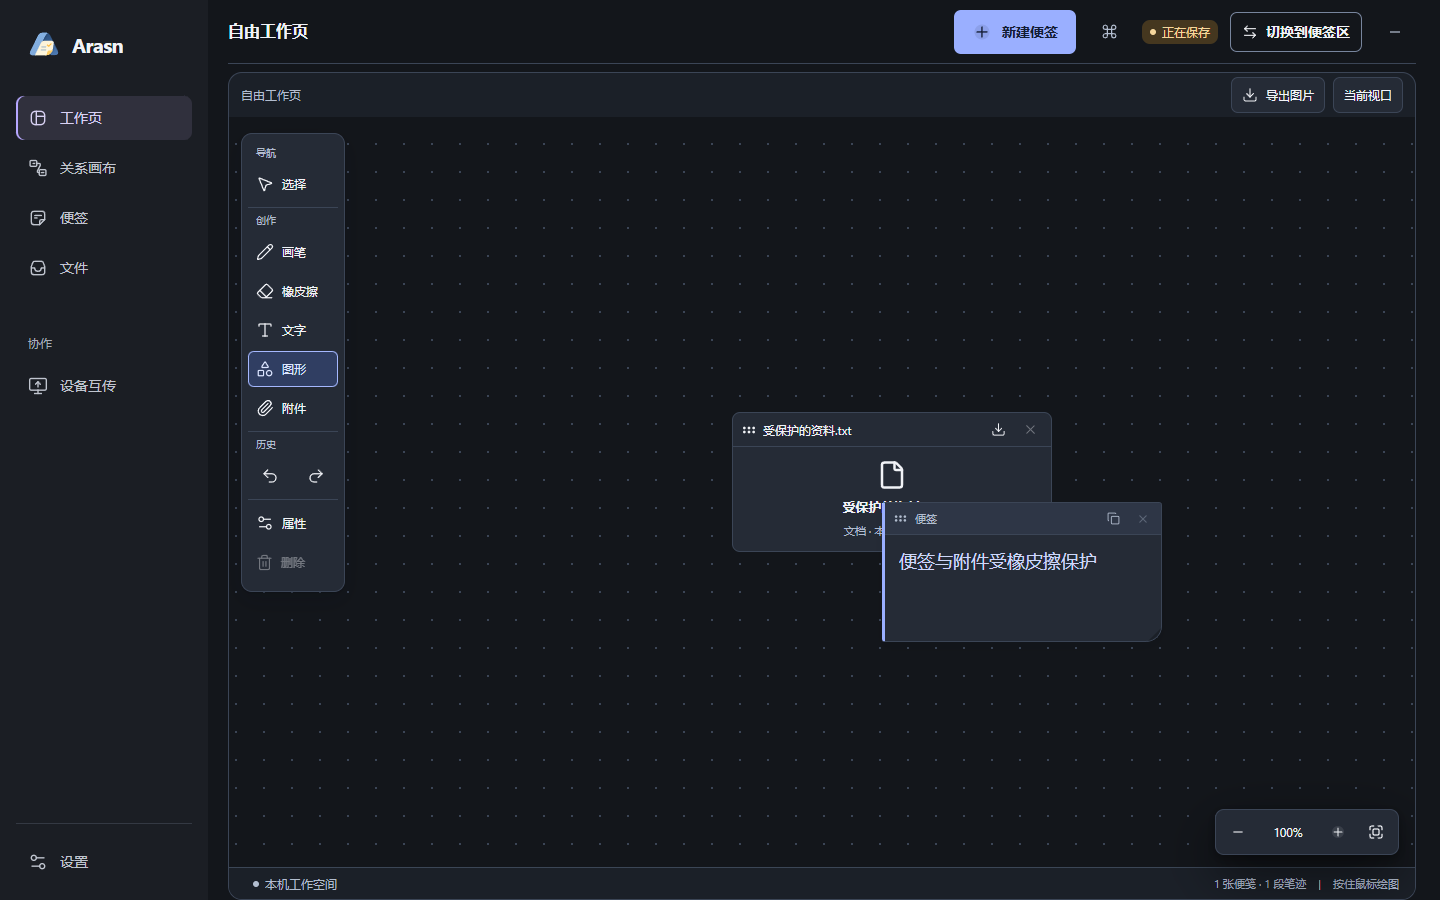 Arasn
工作页
关系画布
便签
文件
协作
设备互传
设置
自由工作页
新建便签
正在保存
切换到便签区
自由工作页
导出图片
当前视口
导航
选择
创作
画笔
橡皮擦
文字
图形
附件
历史
属性
删除
受保护的资料.txt
受保护
文档 · 本
便签
便签与附件受橡皮擦保护
100%
本机工作空间
1 张便笺 · 1 段笔迹 | 按住鼠标绘图